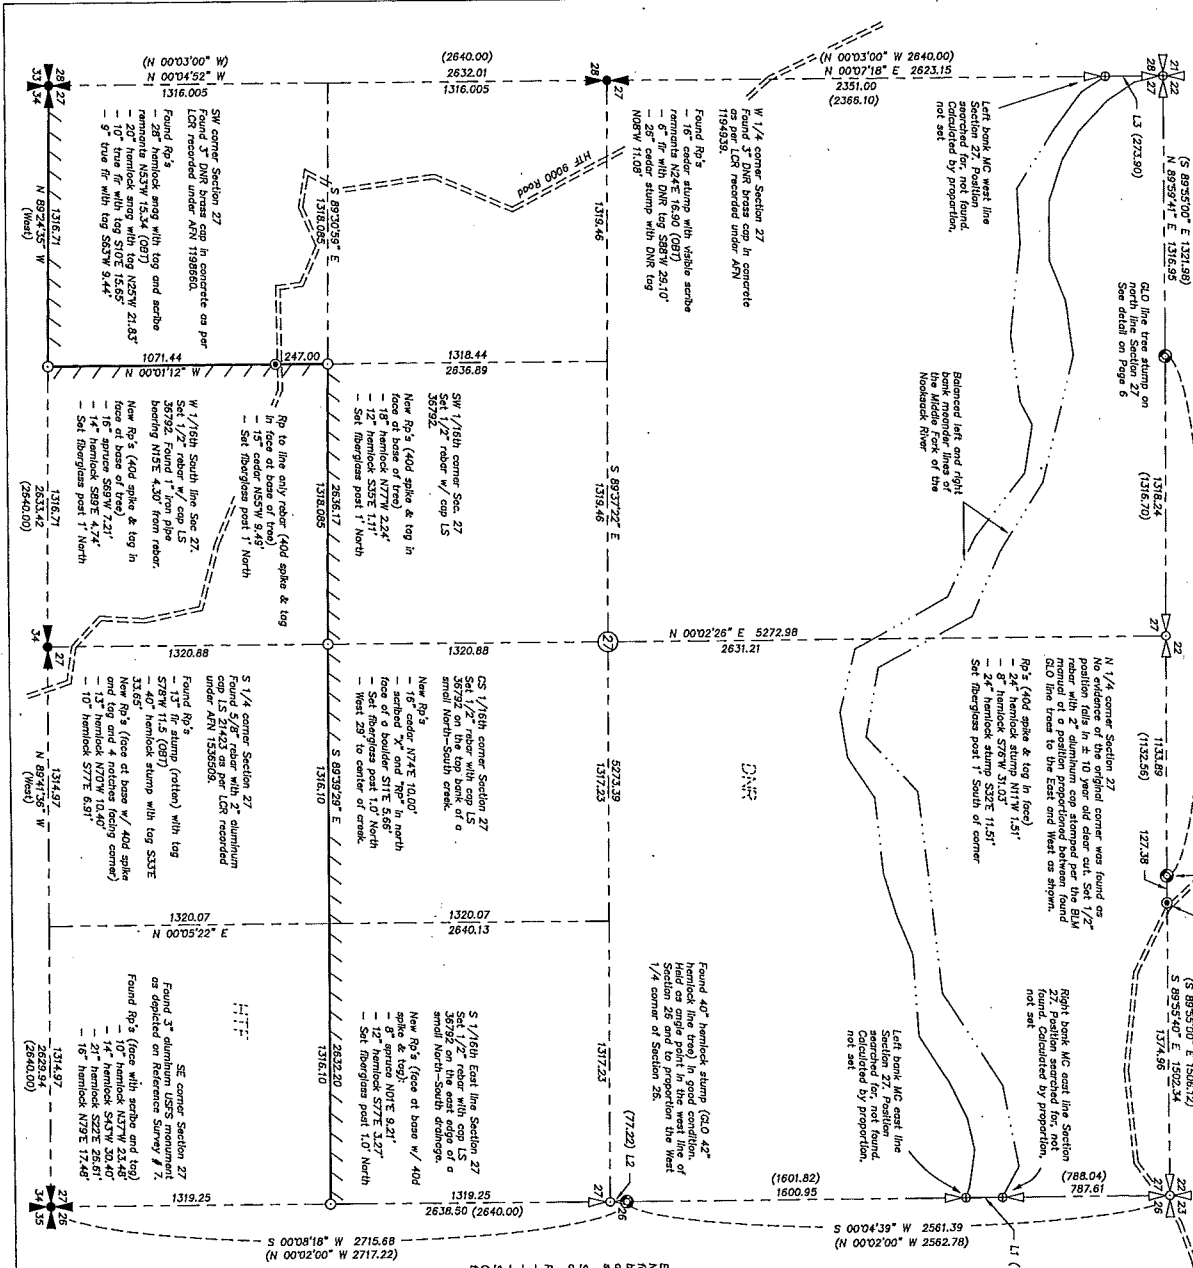 (S 89'55'00" E 1321.98)
N 89'59'41" E 1316.95
21
22
28
27
L3 (273.90)
(N 00'03'00" W 2640.00)
N 00'07'18" E 2623.15
2351.00
(2366.10)
Left bank MC west line
Section 27. Position
searched for, not found.
Calculated by proportion,
not set
GLO line tree stump on
north line Section 27
See detail on Page 6
1318.24
(1316.70)
Balanced left and right
bank meander lines of
the Middle Fork of the
Nooksack River
27
22
1133.89
(1132.56)
127.38
N 1/4 corner Section 27
No evidence of the original corner was found as
position falls in ± 10 year old clear cut. Set 1/2"
rebar with 2" aluminum cap stamped per the BLM
manual at a position proportioned between found
GLO line trees to the East and West as shown.
Rp's (40d spike & tag in face)
- 24" hemlock stump N11'W 1.51'
- 8" hemlock S76'W 31.03'
- 24" hemlock stump S32'E 11.51'
Set fiberglass post 1' South of corner
(S 89'55'00" E 1506.12)
S 89'55'40" E 1502.34
1374.96
22
23
27
26
(788.04)
787.61
Right bank MC east line Section
27. Position searched for, not
found. Calculated by proportion,
not set
L1 (
Left bank MC east line
Section 27. Position
searched for, not found.
Calculated by proportion,
not set
(1601.82)
1600.95
S 00'04'39" W 2561.39
(N 00'02'00" W 2562.78)
DNR
N 00'02'26" E 5272.98
2631.21
(2640.00)
2632.01
1316.005
28
27
W 1/4 corner Section 27
Found 3" DNR brass cap in concrete
as per LCR recorded under AFN
1194939.
Found Rp's
- 16" cedar stump with visible scribe
remnants N24'E 16.90 (OBT)
- 6" fir with DNR tag S88'W 29.10'
- 26" cedar stump with DNR tag
N08'W 11.08'
HTF 9000 Road
1319.46
S 89'37'22" E
1319.46
27
5273.39
1317.23
1317.23
Found 40" hemlock stump (GLO 42"
hemlock line tree) in good condition.
Held as angle point in the west line of
Section 26 and to proportion the West
1/4 corner of Section 26.
(77.22) L2
27
26
1318.44
2636.89
SW 1/16th corner Sec. 27
Set 1/2" rebar w/ cap LS
36792.
New Rp's (40d spike & tag in
face at base of tree)
- 18" hemlock N77'W 2.24'
- 12" hemlock S35'E 1.11'
- Set fiberglass post 1' North
1320.88
CS 1/16th corner Section 27
Set 1/2" rebar with cap LS
36792 on the top bank of a
small North-South creek.
New Rp's
- 16" cedar N74'E 10.00'
- scribed "X" and "RP" in north
face of a boulder S11'E 5.66'
- Set fiberglass post 1.0' North
- West 29' to center of creek.
1320.07
2640.13
S 1/16th East line Section 27
Set 1/2" rebar with cap LS
36792 on the east edge of a
small North-South drainage.
New Rp's (face at base w/ 40d
spike & tag):
- 8" spruce N01'E 9.21'
- 12" hemlock S77'E 3.27'
- Set fiberglass post 1.0' North
1319.25
2638.50 (2640.00)
S 89'30'59" E
1318.085
2636.17
1318.085
S 89'39'29" E
1316.10
2632.20
1316.10
(N 00'03'00" W)
N 00'04'52" W
1316.005
SW corner Section 27
Found 3" DNR brass cap in concrete as per
LCR recorded under AFN 1198660.
Found Rp's
- 28" hemlock snag with tag and scribe
remnants N53'W 15.34 (OBT)
- 20" hemlock snag with tag N25'W 21.83'
- 10" true fir with tag S10'E 15.65'
- 9" true fir with tag S63'W 9.44'
247.00
1071.44
N 00'01'12" W
Rp to line only rebar (40d spike & tag
in face at base of tree)
- 15" cedar N55'W 9.49'
- Set fiberglass post 1' North
W 1/16th South line Sec 27.
Set 1/2" rebar w/ cap LS
36792. Found 1" iron pipe
bearing N15'E 4.30' from rebar.
New Rp's (40d spike & tag in
face at base of tree)
- 16" spruce S69'W 7.21'
- 14" hemlock S89'E 4.74'
- Set fiberglass post 1' North
1320.88
S 1/4 corner Section 27
Found 5/8" rebar with 2" aluminum
cap LS 21423 as per LCR recorded
under AFN 1536509.
Found Rp's
- 13" fir stump (rotten) with tag
S78'W 11.5 (OBT)
- 40" hemlock stump with tag S33'E
33.65'
New Rp's (face at base w/ 40d spike
and tag and 4 notches facing corner)
- 13" hemlock N70'W 10.40'
- 10" hemlock S77'E 6.91'
1320.07
N 00'05'22" E
HTF
SE corner Section 27
Found 3" aluminum USFS monument
as depicted on Reference Survey # 7.
Found Rp's (face with scribe and tag)
- 10" hemlock N37'W 23.48'
- 14" hemlock S43'W 30.40'
- 21" hemlock S22'E 26.61'
- 16" hemlock N79'E 17.48'
1319.25
S 00'08'18" W 2715.68
(N 00'02'00" W 2717.22)
28
27
33
34
1316.71
N 89'24'35" W
(West)
1316.71
2633.42
(2640.00)
27
34
1314.97
N 89'41'36" W
(West)
1314.97
2629.94
(2640.00)
27
26
34
35